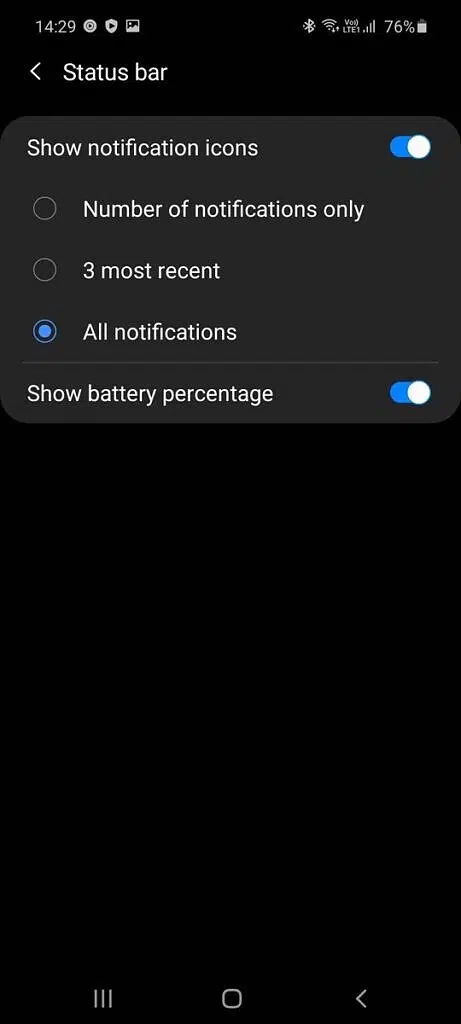 14:29 Vo) LTE1 76%
Status bar
Show notification icons
Number of notifications only
3 most recent
All notifications
Show battery percentage